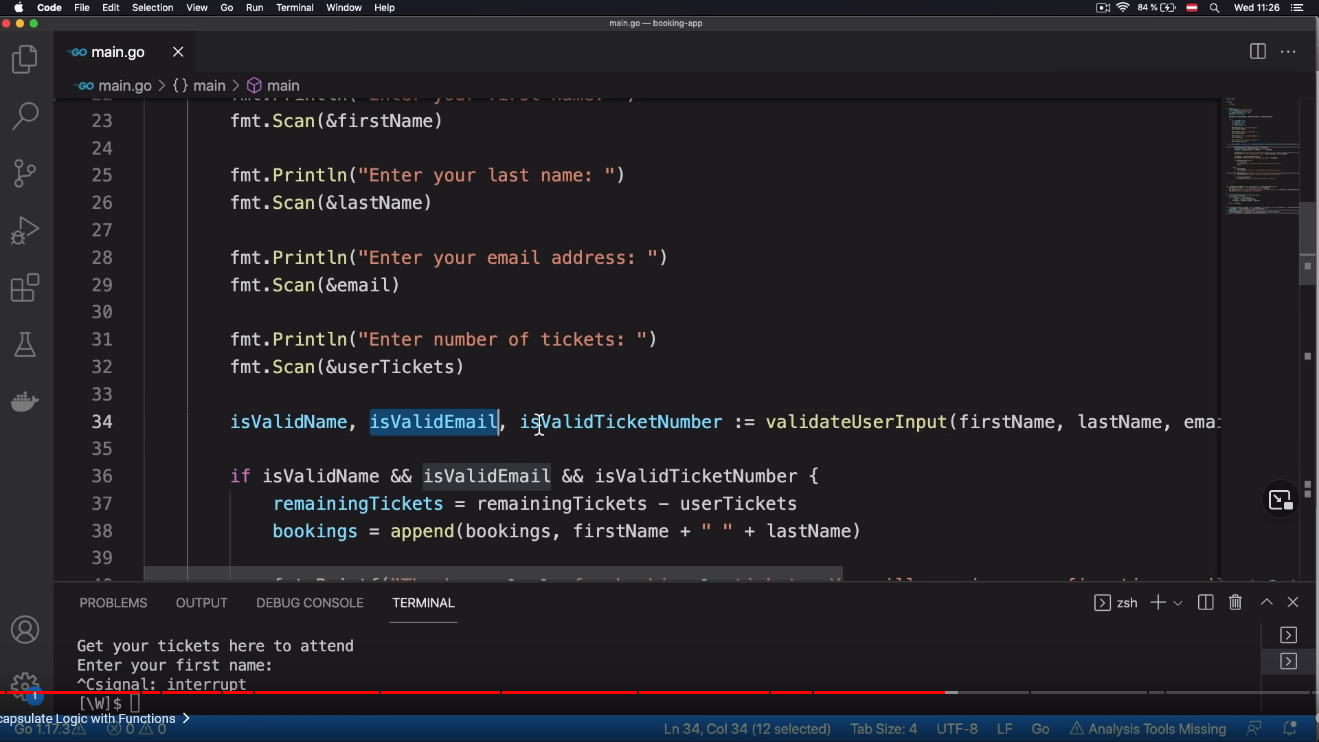 Code File Edit Selection View Go Run Terminal Window Help 84 % Wed 11:26
main.go — booking-app
GO main.go
GO main.go > {} main > main
23 fmt.Scan(&firstName)
24
25 fmt.Println("Enter your last name: ")
26 fmt.Scan(&lastName)
27
28 fmt.Println("Enter your email address: ")
29 fmt.Scan(&email)
30
31 fmt.Println("Enter number of tickets: ")
32 fmt.Scan(&userTickets)
33
34 isValidName, isValidEmail, isValidTicketNumber := validateUserInput(firstName, lastName, emai
35
36 if isValidName && isValidEmail && isValidTicketNumber {
37 remainingTickets = remainingTickets - userTickets
38 bookings = append(bookings, firstName + " " + lastName)
39
PROBLEMS OUTPUT DEBUG CONSOLE TERMINAL zsh
Get your tickets here to attend
Enter your first name:
^Csignal: interrupt
[\W]$
1
capsulate Logic with Functions >
Go 1.17.3 0 0 Ln 34, Col 34 (12 selected) Tab Size: 4 UTF-8 LF Go Analysis Tools Missing